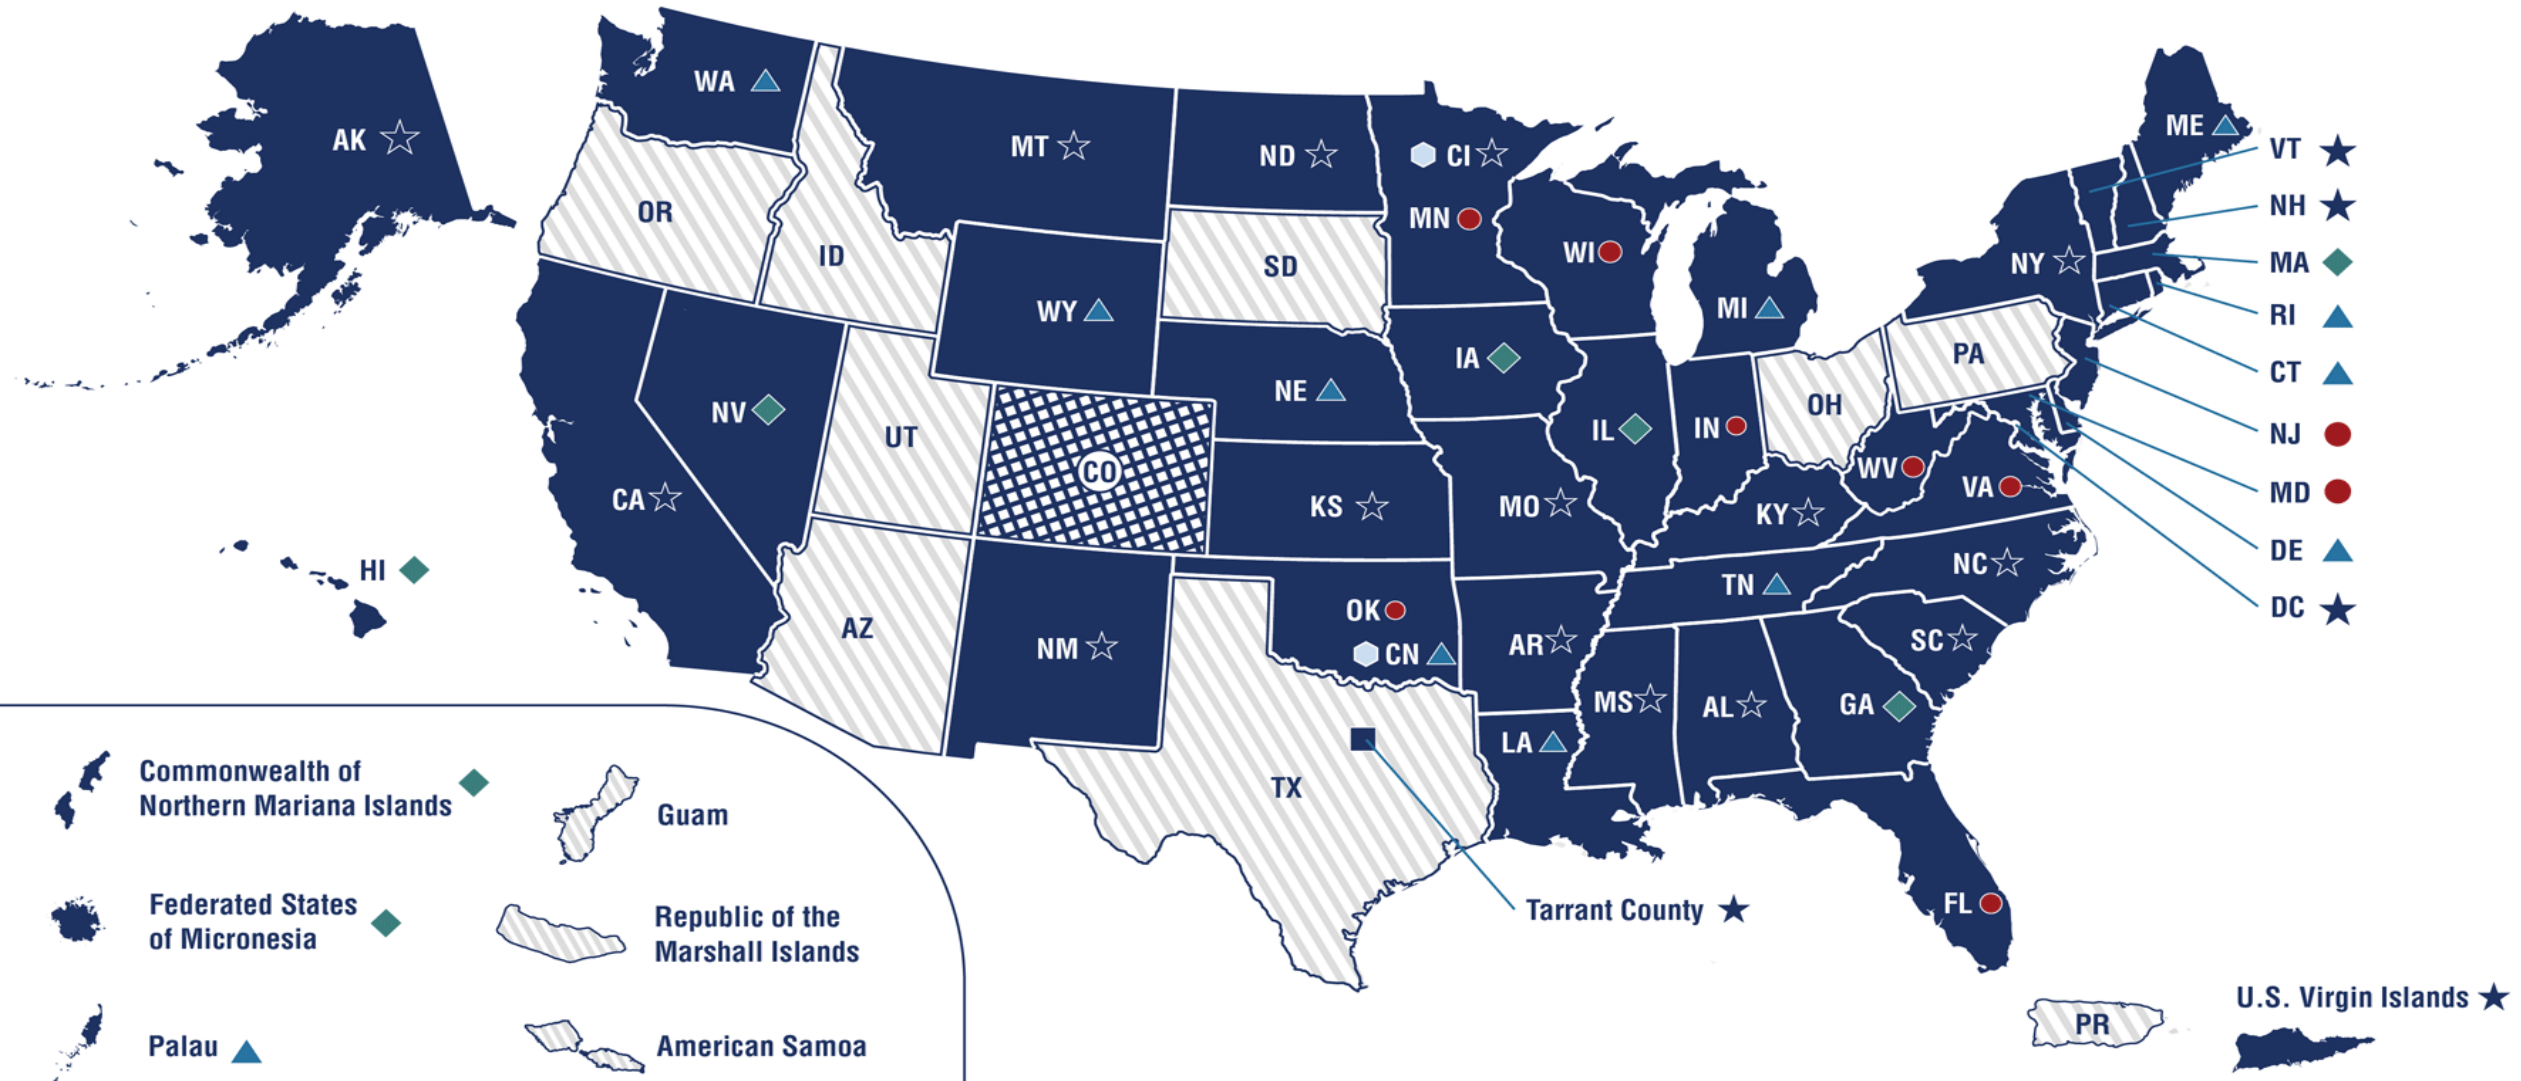 AK
WA
MT
ND
CI
MN
OR
ID
SD
WI
MI
NY
ME
VT
NH
MA
RI
CT
NJ
MD
DE
DC
WY
NE
IA
IL
IN
OH
PA
NV
UT
CO
CA
KS
MO
KY
WV
VA
HI
AZ
NM
OK
CN
AR
TN
NC
SC
MS
AL
GA
LA
TX
Tarrant County
FL
Commonwealth of
Northern Mariana Islands
Guam
Federated States
of Micronesia
Republic of the
Marshall Islands
Palau
American Samoa
PR
U.S. Virgin Islands